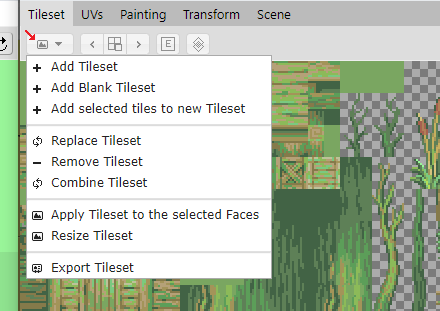 Tileset UVs Painting Transform Scene
E
Add Tileset
Add Blank Tileset
Add selected tiles to new Tileset
Replace Tileset
Remove Tileset
Combine Tileset
Apply Tileset to the selected Faces
Resize Tileset
Export Tileset